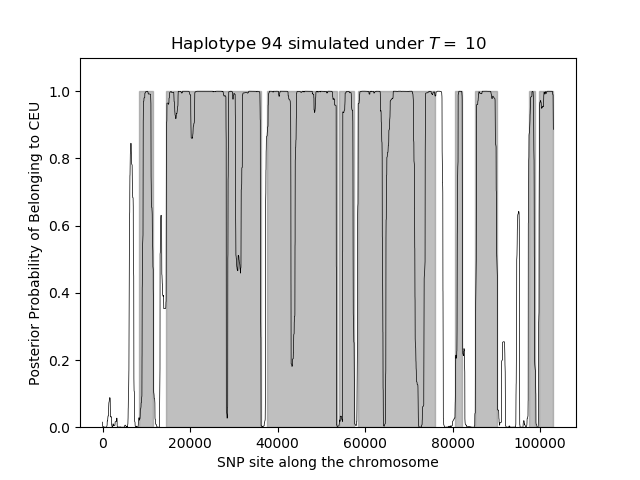 Haplotype 94 simulated under T = 10
Posterior Probability of Belonging to CEU
1.0
0.8
0.6
0.4
0.2
0.0
0 20000 40000 60000 80000 100000
SNP site along the chromosome